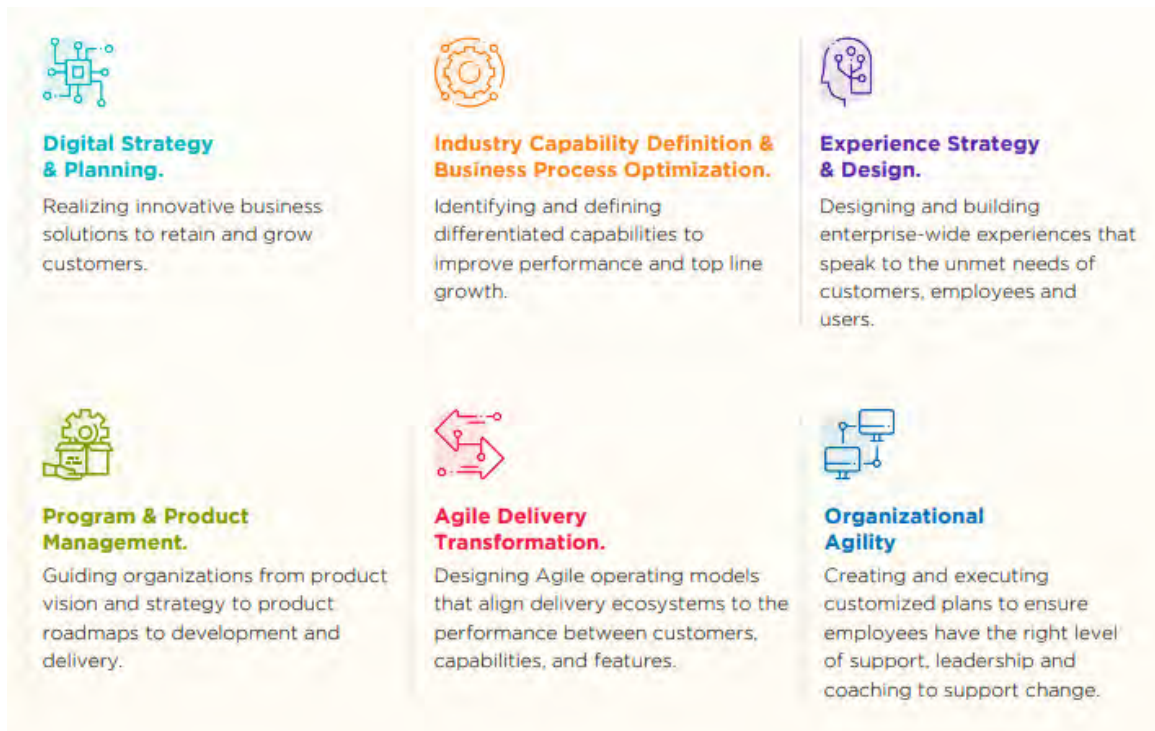 Digital Strategy
& Planning.
Realizing innovative business
solutions to retain and grow
customers.
Industry Capability Definition &
Business Process Optimization.
Identifying and defining
differentiated capabilities to
improve performance and top line
growth.
Experience Strategy
& Design.
Designing and building
enterprise-wide experiences that
speak to the unmet needs of
customers, employees and
users.
Program & Product
Management.
Guiding organizations from product
vision and strategy to product
roadmaps to development and
delivery.
Agile Delivery
Transformation.
Designing Agile operating models
that align delivery ecosystems to the
performance between customers,
capabilities, and features.
Organizational
Agility
Creating and executing
customized plans to ensure
employees have the right level
of support, leadership and
coaching to support change.